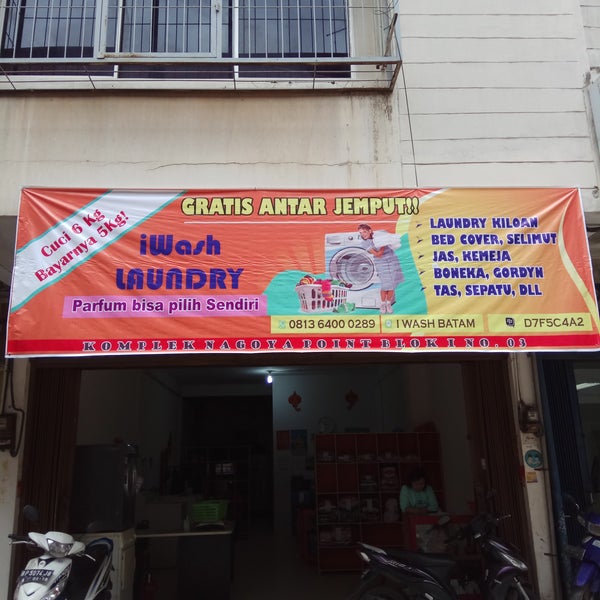 GRATIS ANTAR JEMPUT!!
Cuci 6 Kg
Bayarnya 5Kg!
iWash
LAUNDRY
Parfum bisa pilih Sendiri
LAUNDRY KILOAN
BED COVER, SELIMUT
JAS, KEMEJA
BONEKA, GORDYN
TAS, SEPATU, DLL
0813 6400 0289
I WASH BATAM
D7F5C4A2
KOMPLEK NAGOYA POINT BLOK I NO. 03